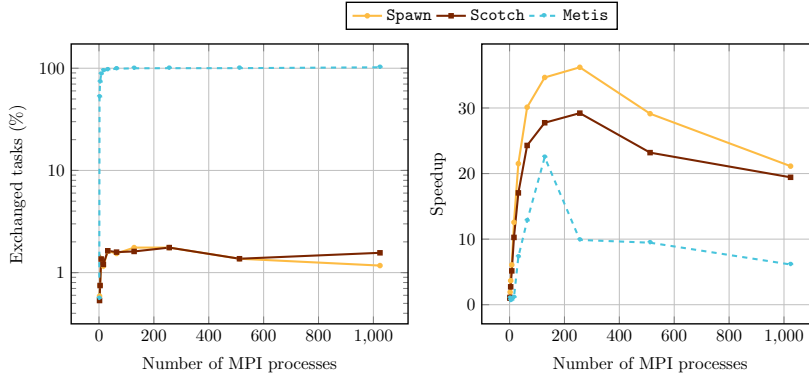 Spawn Scotch Metis
Exchanged tasks (%)
100
10
1
0 200 400 600 800 1,000
Number of MPI processes
Speedup
30
20
10
0
0 200 400 600 800 1,000
Number of MPI processes